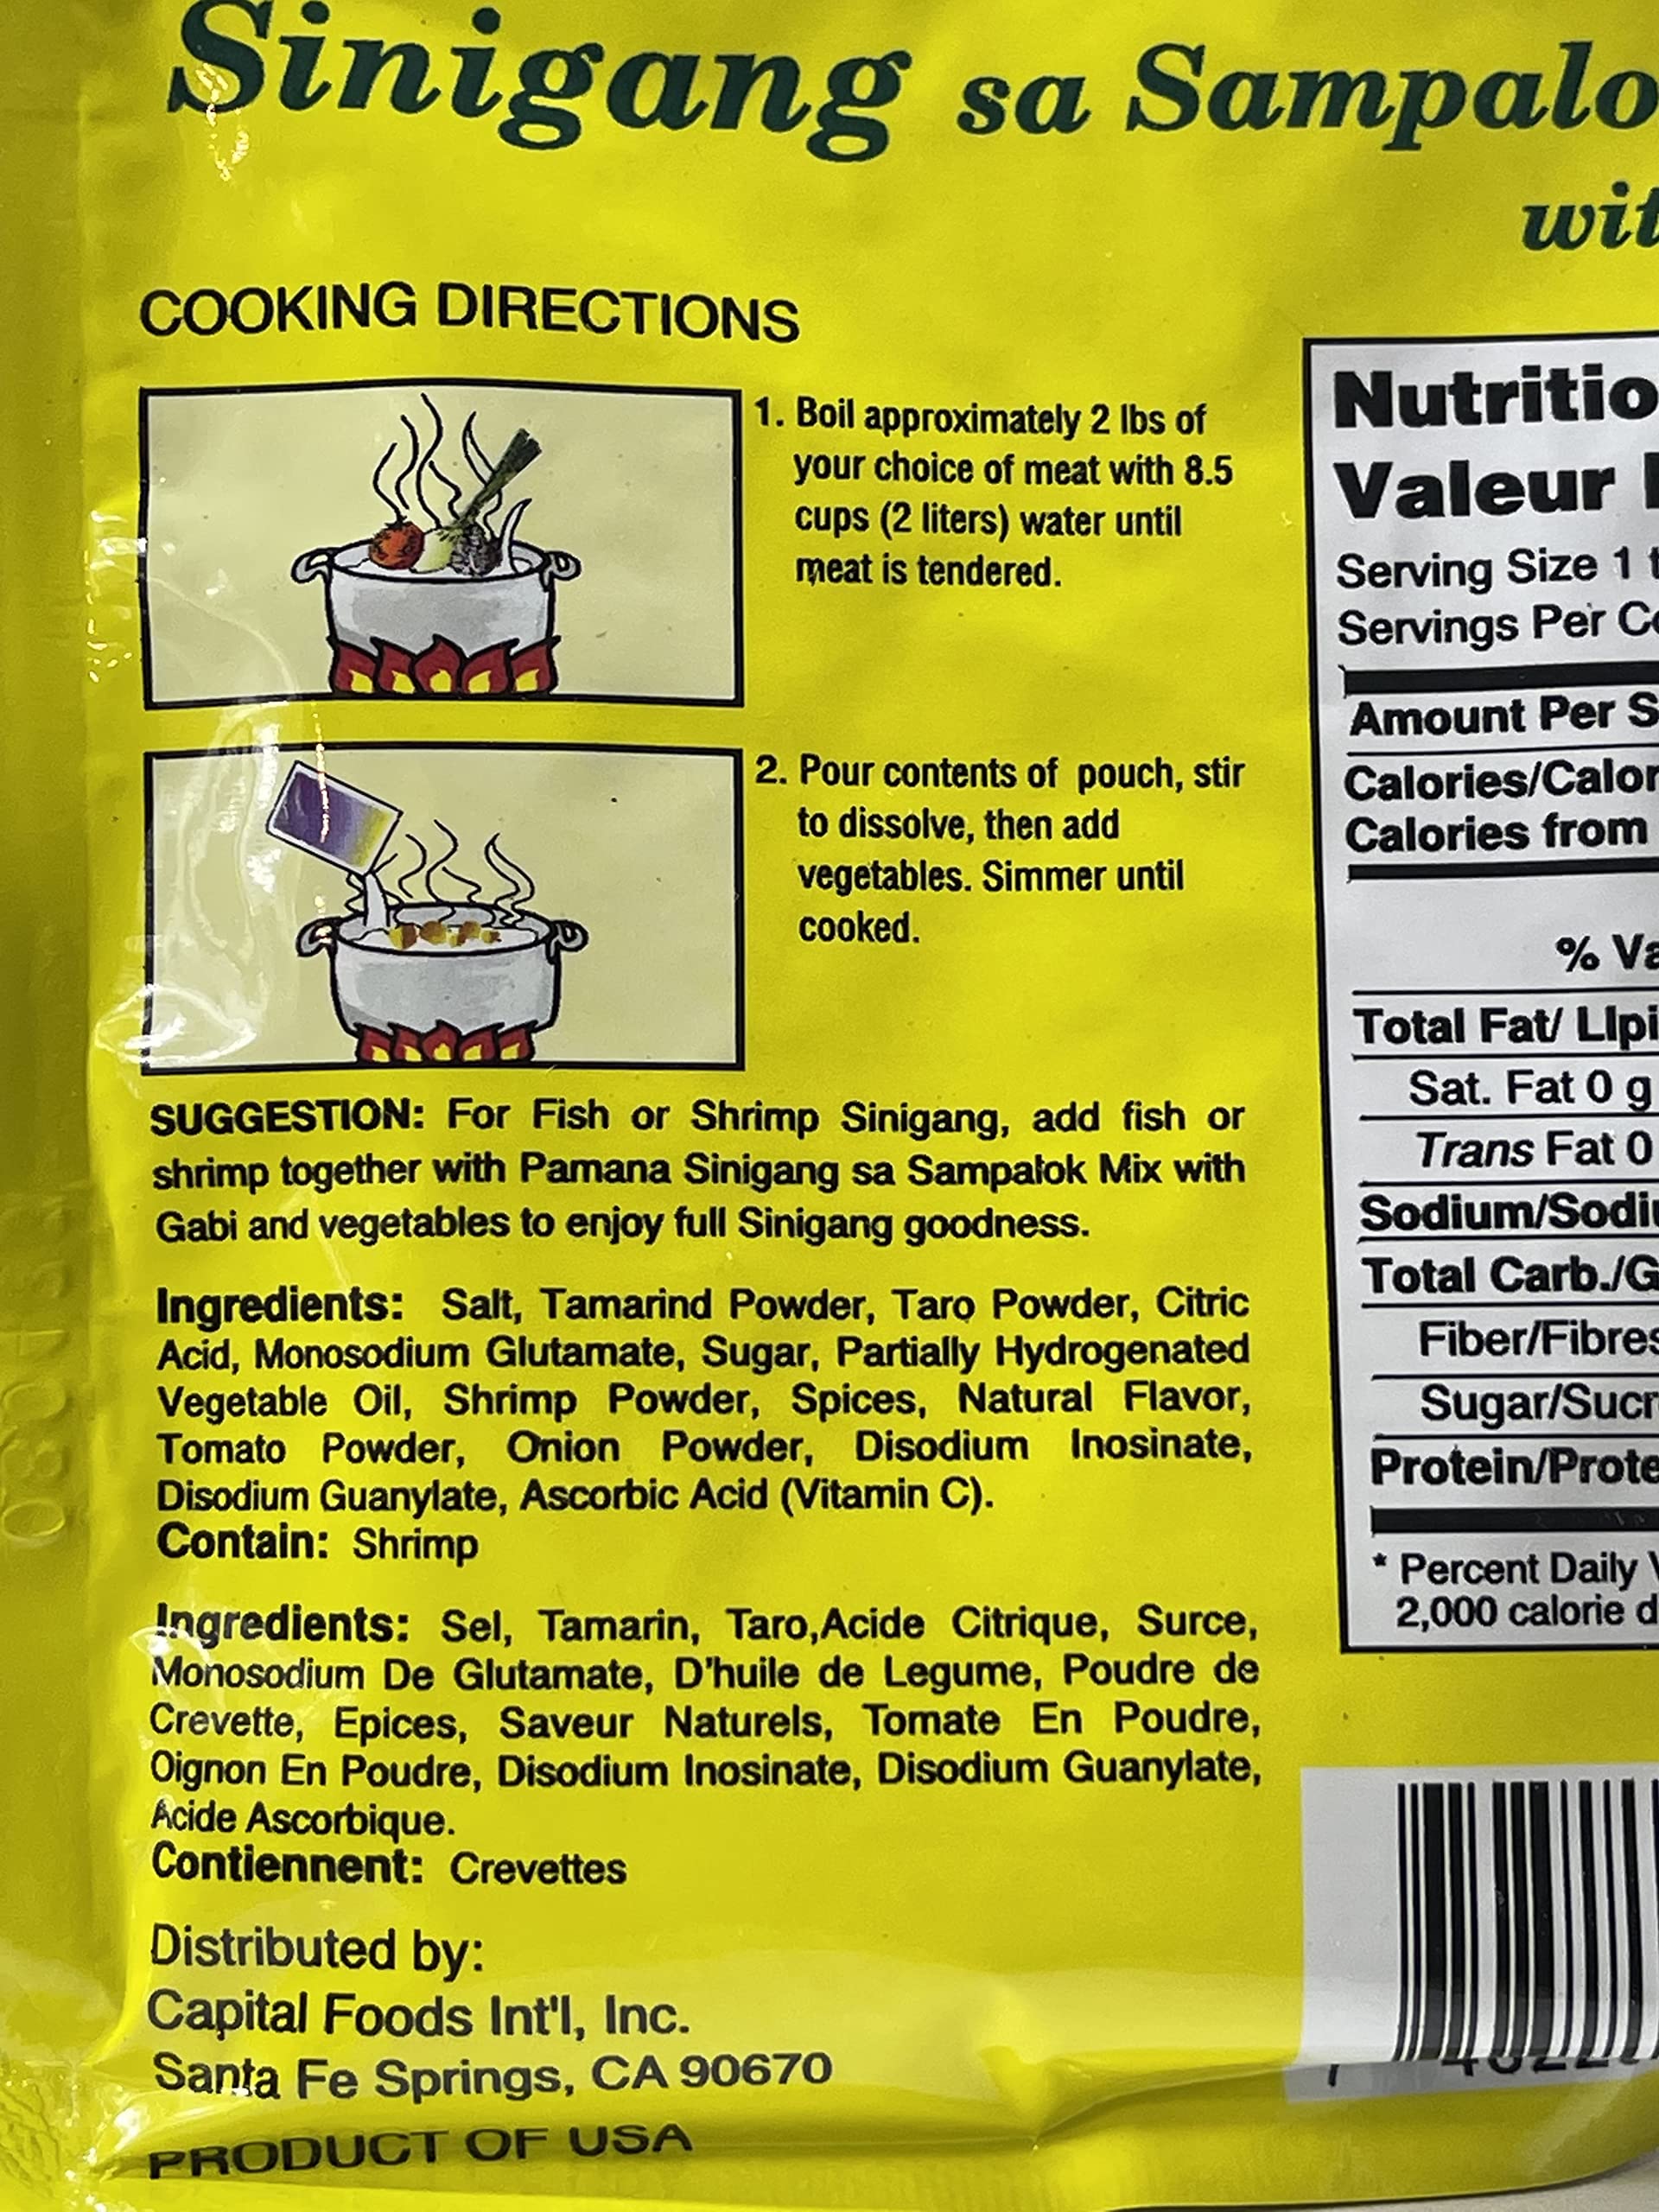 Sinigang sa Sampalo
wit
COOKING DIRECTIONS
1. Boil approximately 2 lbs of
your choice of meat with 8.5
cups (2 liters) water until
meat is tendered.
2. Pour contents of pouch, stir
to dissolve, then add
vegetables. Simmer until
cooked.
SUGGESTION: For Fish or Shrimp Sinigang, add fish or
shrimp together with Pamana Sinigang sa Sampalok Mix with
Gabi and vegetables to enjoy full Sinigang goodness.
Ingredients: Salt, Tamarind Powder, Taro Powder, Citric
Acid, Monosodium Glutamate, Sugar, Partially Hydrogenated
Vegetable Oil, Shrimp Powder, Spices, Natural Flavor,
Tomato Powder, Onion Powder, Disodium Inosinate,
Disodium Guanylate, Ascorbic Acid (Vitamin C).
Contain: Shrimp
Ingredients: Sel, Tamarin, Taro,Acide Citrique, Surce,
Monosodium De Glutamate, D'huile de Legume, Poudre de
Crevette, Epices, Saveur Naturels, Tomate En Poudre,
Oignon En Poudre, Disodium Inosinate, Disodium Guanylate,
Acide Ascorbique.
Contiennent: Crevettes
Distributed by:
Capital Foods Int'l, Inc.
Santa Fe Springs, CA 90670
PRODUCT OF USA
Nutritio
Valeur
Serving Size 1 t
Servings Per Co
Amount Per S
Calories/Calor
Calories from
% Va
Total Fat/ LIpi
Sat. Fat 0 g
Trans Fat 0
Sodium/Sodiu
Total Carb./G
Fiber/Fibres
Sugar/Sucr
Protein/Prote
* Percent Daily V
2,000 calorie d